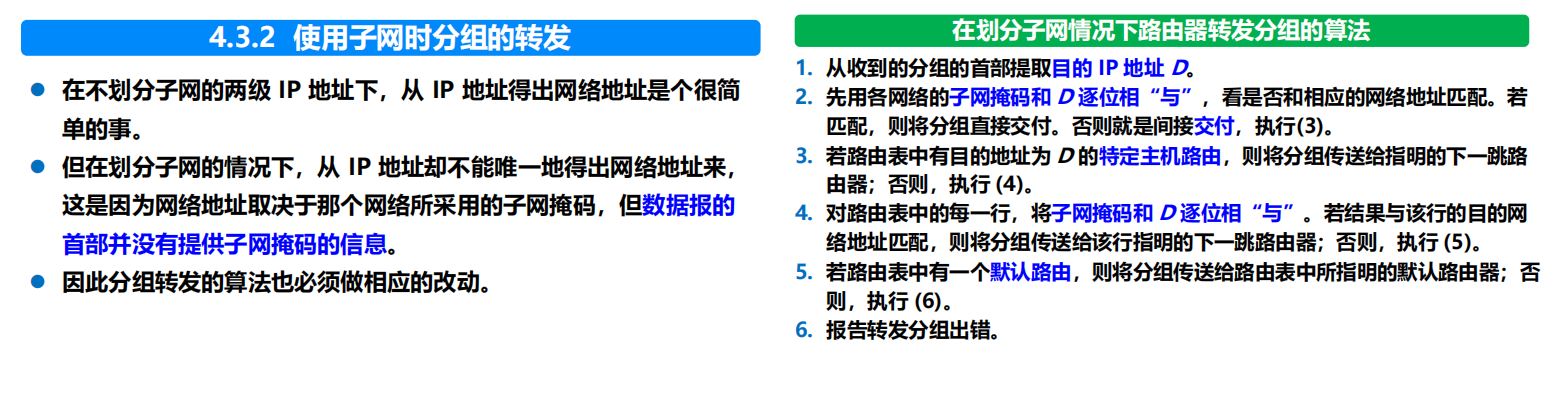 4.3.2 使用子网时分组的转发
● 在不划分子网的两级 IP 地址下，从 IP 地址得出网络地址是个很简
单的事。
● 但在划分子网的情况下，从 IP 地址却不能唯一地得出网络地址来，
这是因为网络地址取决于那个网络所采用的子网掩码，但数据报的
首部并没有提供子网掩码的信息。
● 因此分组转发的算法也必须做相应的改动。
在划分子网情况下路由器转发分组的算法
1. 从收到的分组的首部提取目的 IP 地址 D。
2. 先用各网络的子网掩码和 D 逐位相“与”，看是否和相应的网络地址匹配。若
匹配，则将分组直接交付。否则就是间接交付，执行(3)。
3. 若路由表中有目的地址为 D 的特定主机路由，则将分组传送给指明的下一跳路
由器；否则，执行 (4)。
4. 对路由表中的每一行，将子网掩码和 D 逐位相“与”。若结果与该行的目的网
络地址匹配，则将分组传送给该行指明的下一跳路由器；否则，执行 (5)。
5. 若路由表中有一个默认路由，则将分组传送给路由表中所指明的默认路由器；否
则，执行 (6)。
6. 报告转发分组出错。